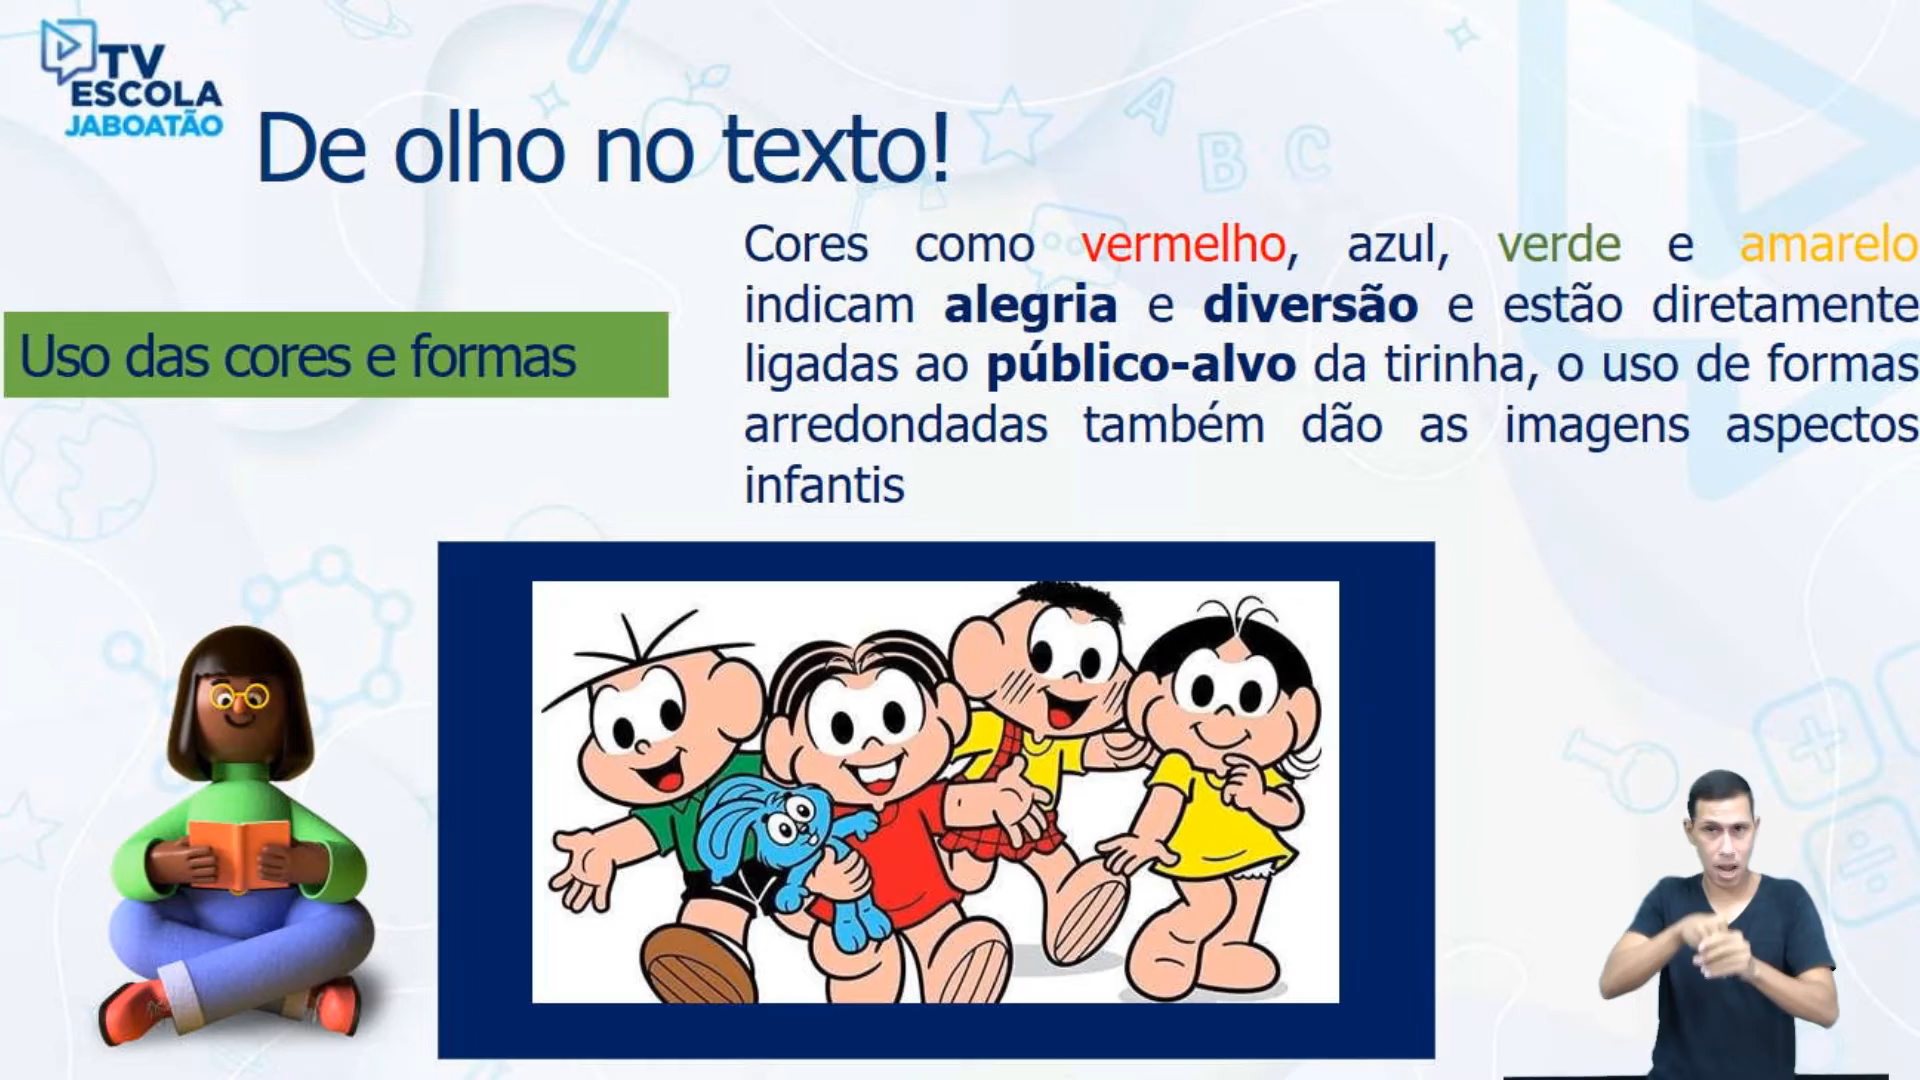 TV
ESCOLA
JABOATÃO
De olho no texto!
A
B
C
Uso das cores e formas
Cores como vermelho, azul, verde e amarelo
indicam alegria e diversão e estão diretamente
ligadas ao público-alvo da tirinha, o uso de formas
arredondadas também dão as imagens aspectos
infantis